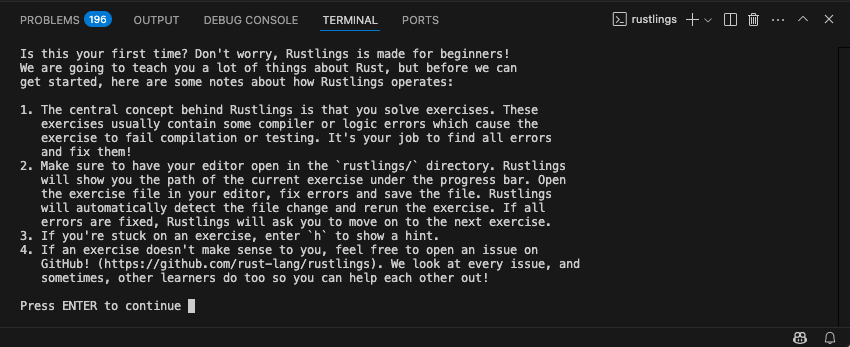 PROBLEMS 196 OUTPUT DEBUG CONSOLE TERMINAL PORTS rustlings
Is this your first time? Don't worry, Rustlings is made for beginners!
We are going to teach you a lot of things about Rust, but before we can
get started, here are some notes about how Rustlings operates:
1. The central concept behind Rustlings is that you solve exercises. These
exercises usually contain some compiler or logic errors which cause the
exercise to fail compilation or testing. It's your job to find all errors
and fix them!
2. Make sure to have your editor open in the `rustlings/` directory. Rustlings
will show you the path of the current exercise under the progress bar. Open
the exercise file in your editor, fix errors and save the file. Rustlings
will automatically detect the file change and rerun the exercise. If all
errors are fixed, Rustlings will ask you to move on to the next exercise.
3. If you're stuck on an exercise, enter `h` to show a hint.
4. If an exercise doesn't make sense to you, feel free to open an issue on
GitHub! (https://github.com/rust-lang/rustlings). We look at every issue, and
sometimes, other learners do too so you can help each other out!
Press ENTER to continue